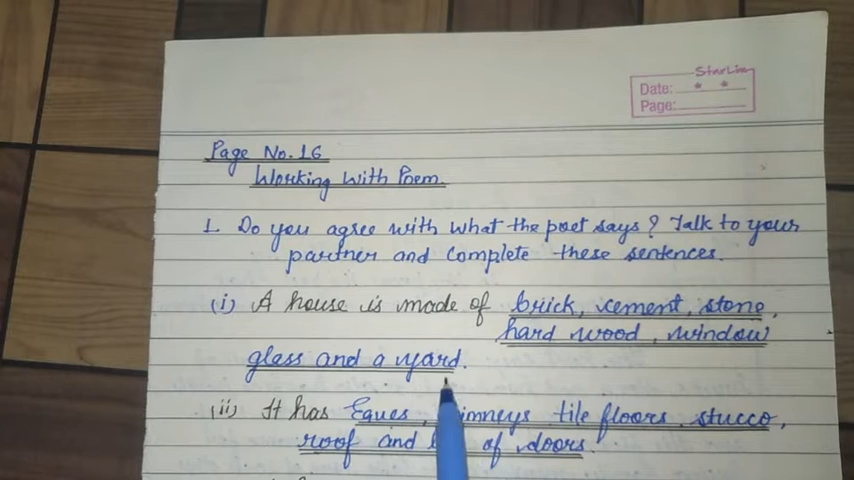 StarLine
Date:
Page:
Page No. 16
Working With Poem
1. Do you agree with what the poet says? Talk to your
partner and complete these sentences.
(i) A house is made of brick, cement, stone,
hard wood, window
glass and a yard.
(ii) It has Eaves, tile floors, stucco,
roof and of doors.